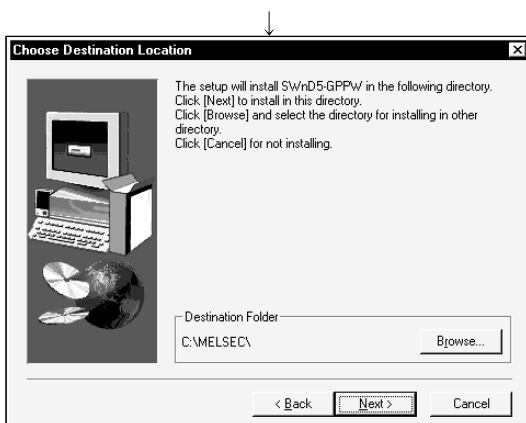 Choose Destination Location
The setup will install SWnD5-GPPW in the following directory.
Click [Next] to install in this directory.
Click [Browse] and select the directory for installing in other
directory.
Click [Cancel] for not installing.
Destination Folder
C:\MELSEC\
Browse...
< Back
Next >
Cancel